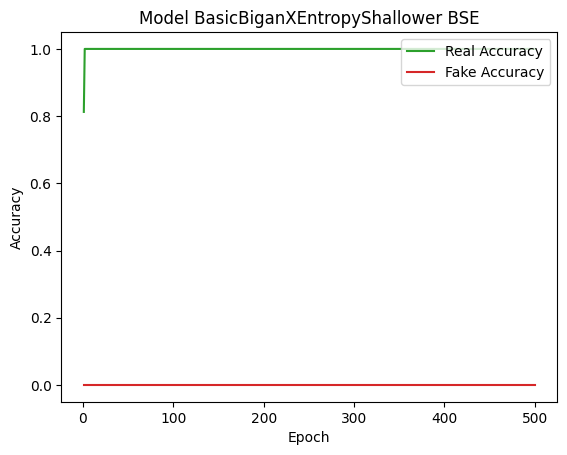 Model BasicBiganXEntropyShallower BSE
Real Accuracy
Fake Accuracy
Accuracy
1.0
0.8
0.6
0.4
0.2
0.0
0
100
200
300
400
500
Epoch